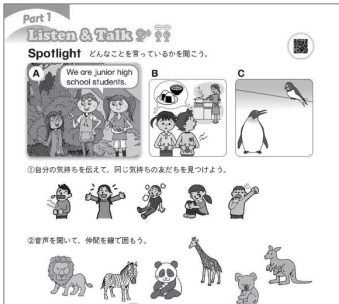 Part 1
Listen & Talk
Spotlight どんなことを言っているかを聞こう。
A
We are junior high
school students.
B
C
①自分の気持ちを伝えて，同じ気持ちの友だちを見つけよう。
②音声を聞いて，仲間を線で囲もう。